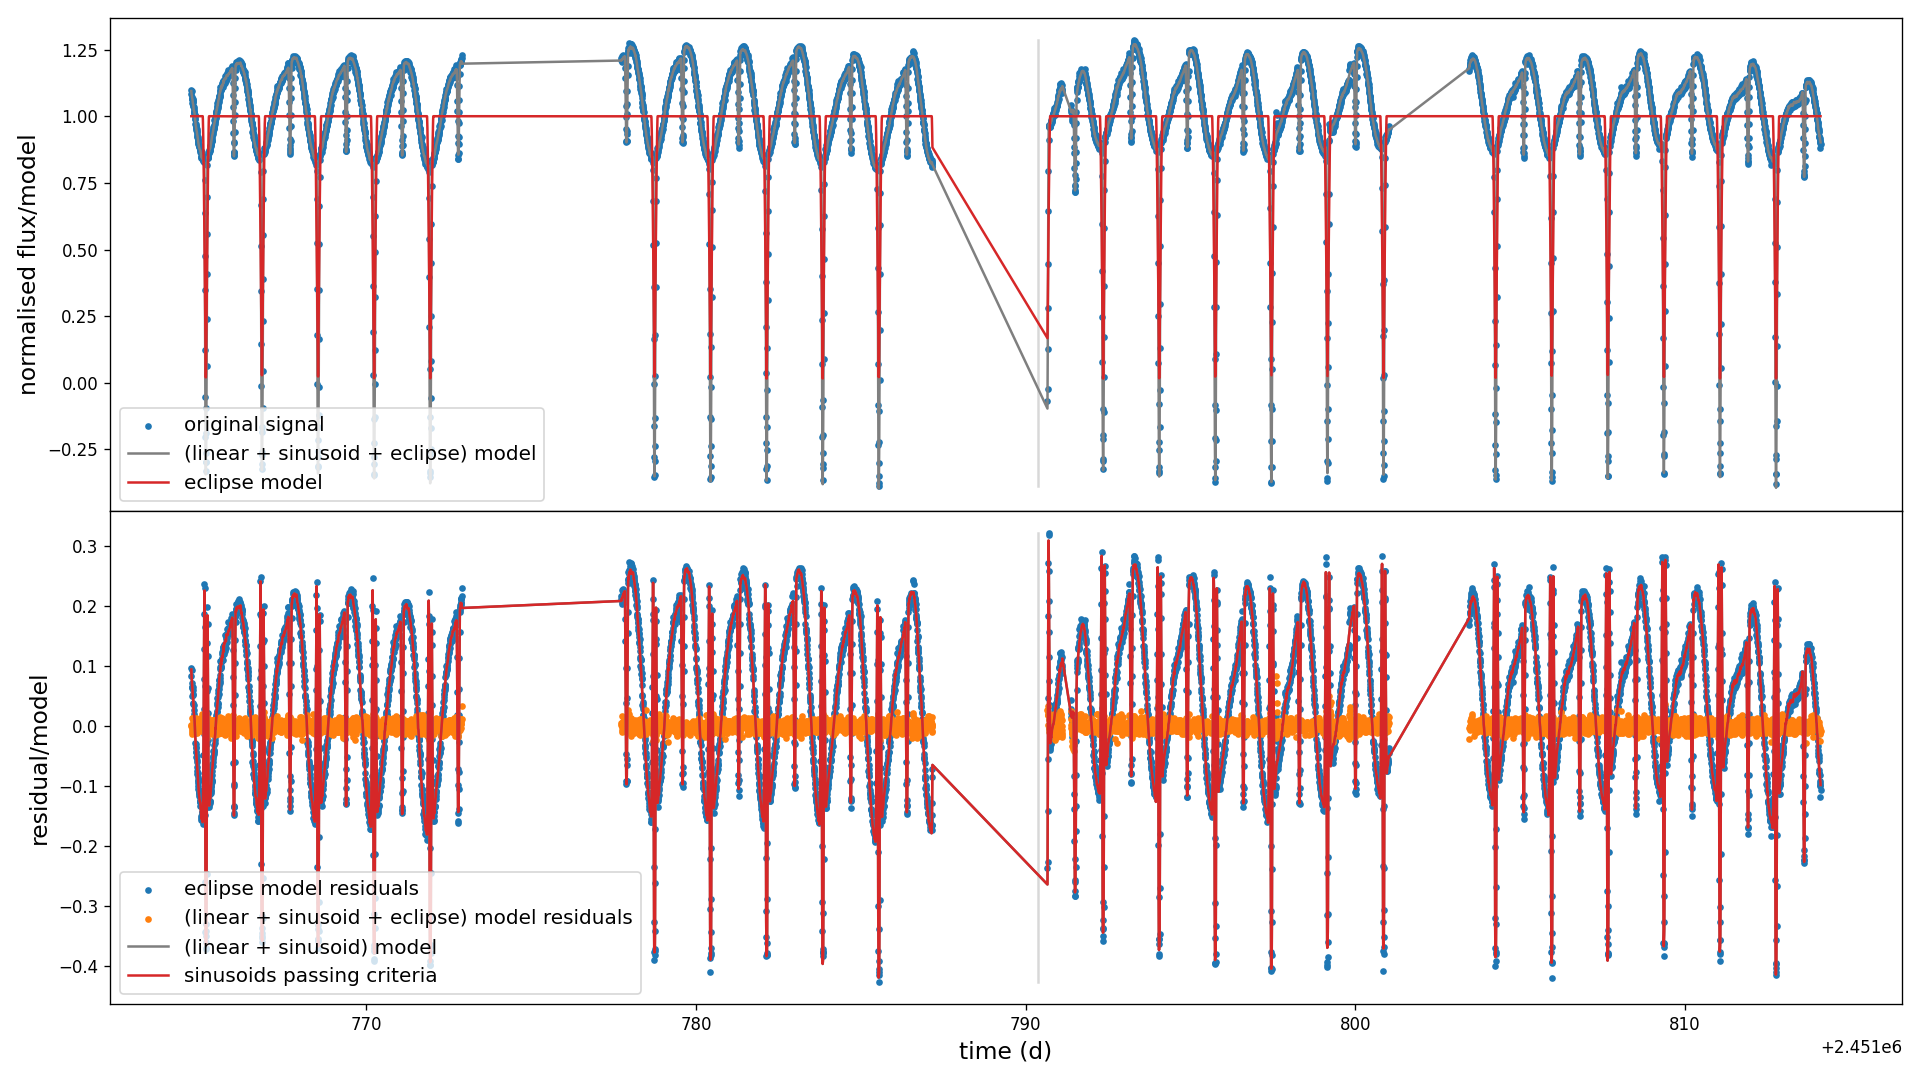 normalised flux/model
1.25
1.00
0.75
0.50
0.25
0.00
−0.25
original signal
(linear + sinusoid + eclipse) model
eclipse model
residual/model
0.3
0.2
0.1
0.0
−0.1
−0.2
−0.3
−0.4
eclipse model residuals
(linear + sinusoid + eclipse) model residuals
(linear + sinusoid) model
sinusoids passing criteria
770 780 790 800 810
time (d)
+2.451e6